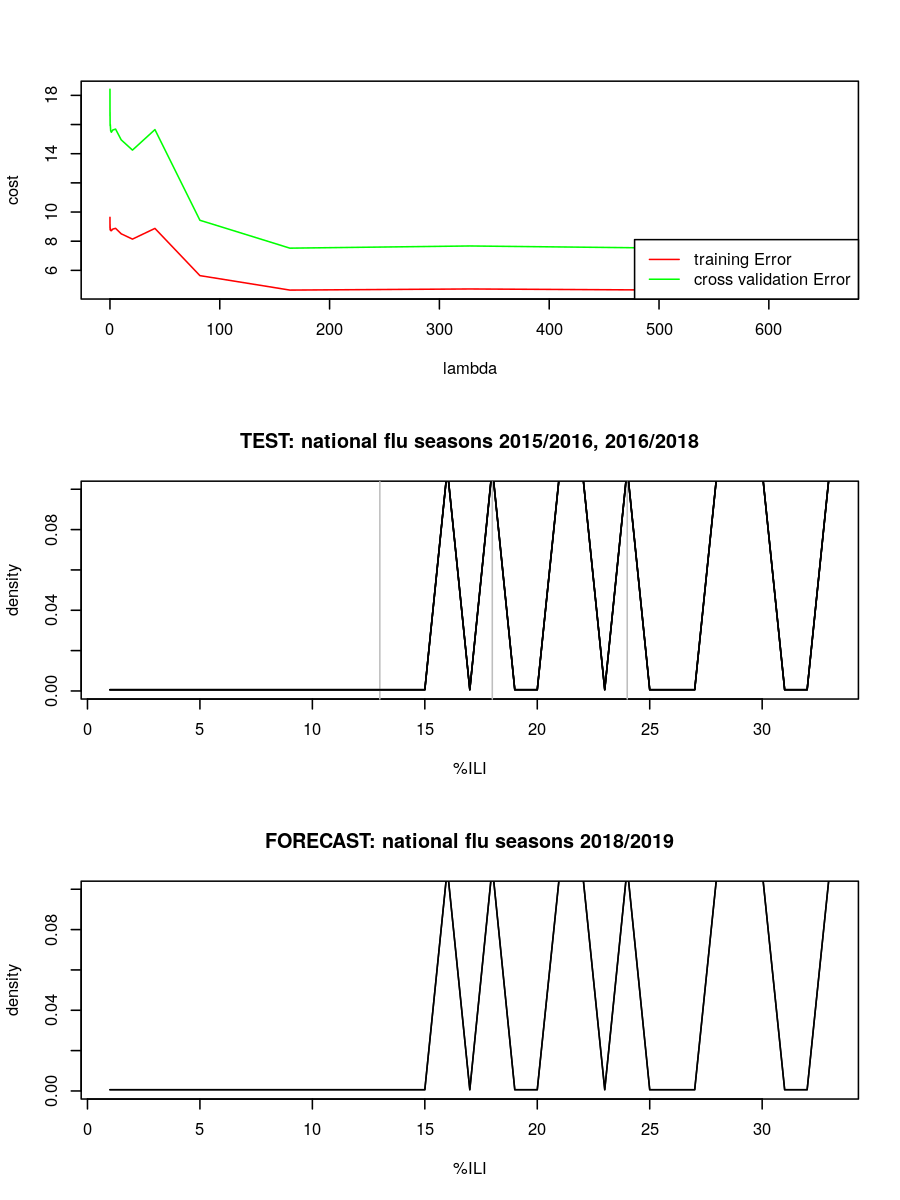 cost
18
14
10
8
6
training Error
cross validation Error
0 100 200 300 400 500 600
lambda
TEST: national flu seasons 2015/2016, 2016/2018
density
0.08
0.04
0.00
0 5 10 15 20 25 30
%ILI
FORECAST: national flu seasons 2018/2019
density
0.08
0.04
0.00
0 5 10 15 20 25 30
%ILI